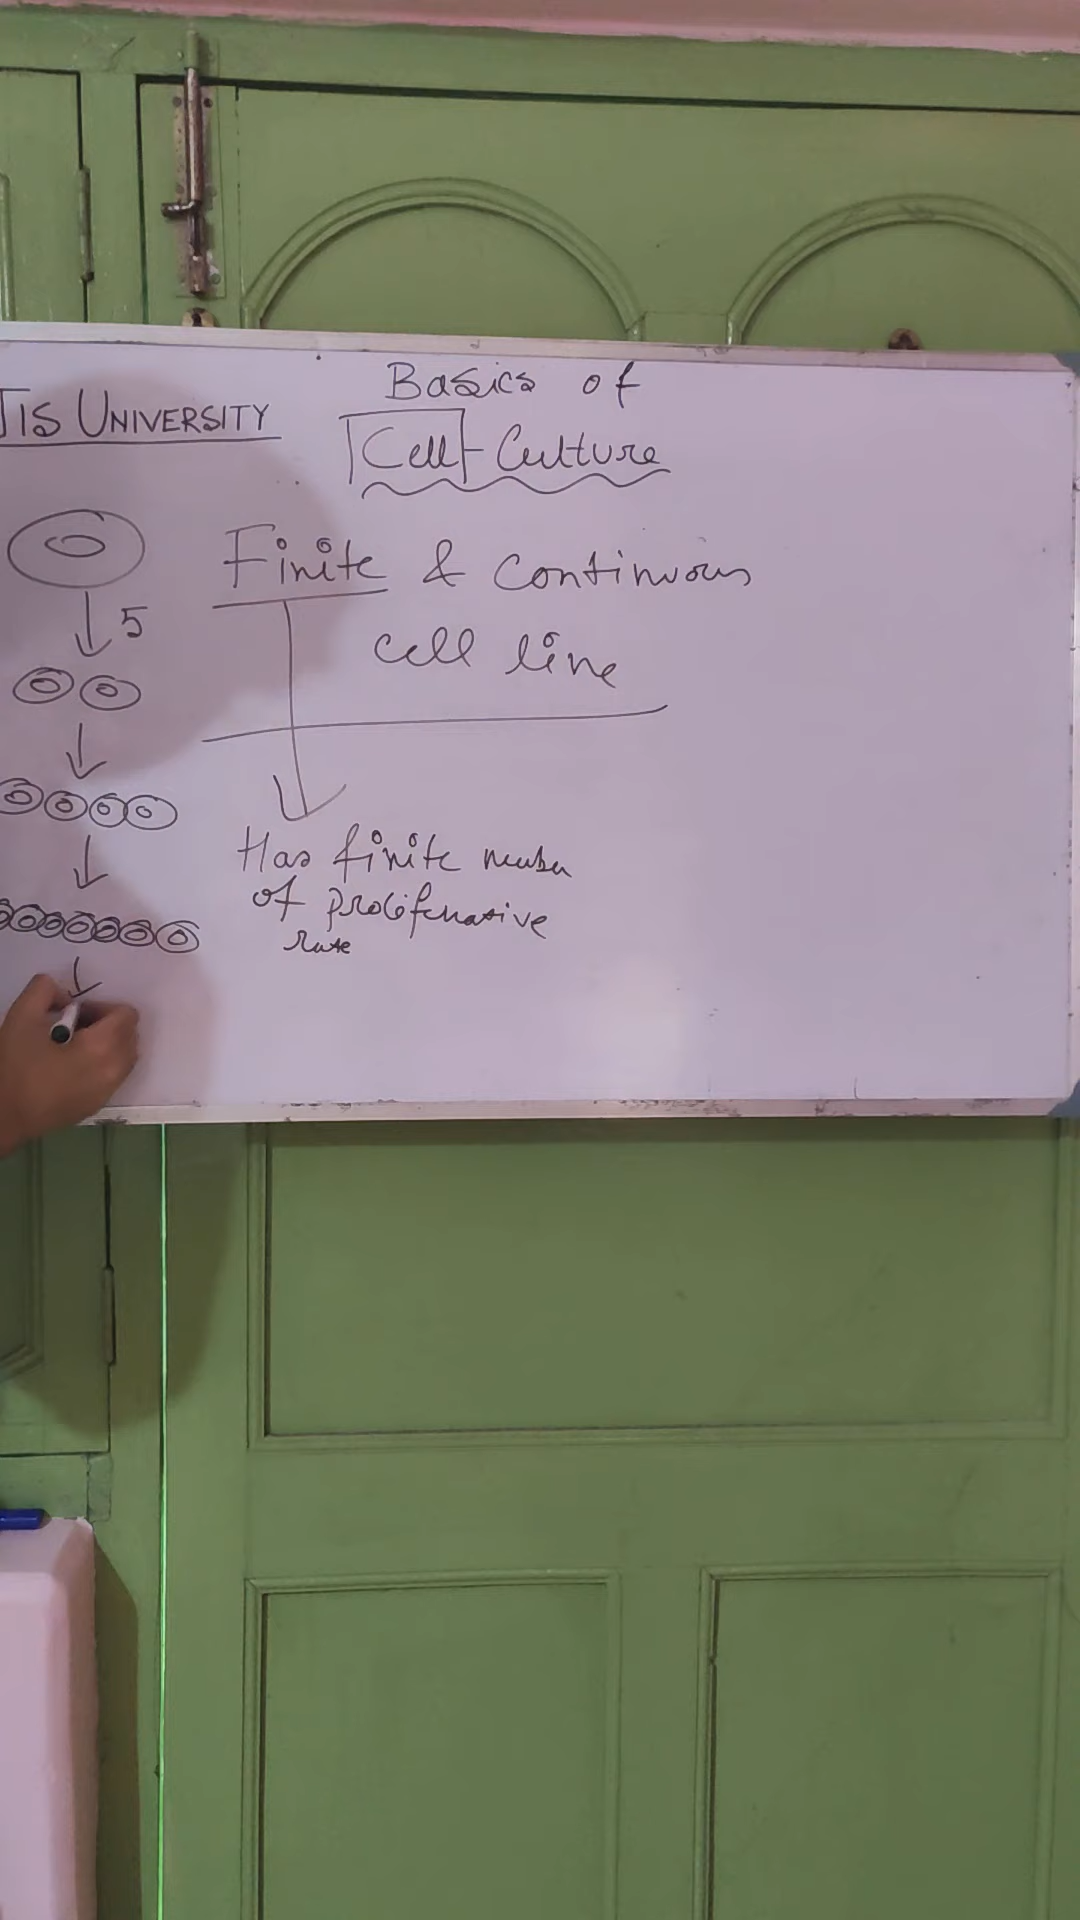 JIS UNIVERSITY
Basics of
Cell Culture
Finite & continuous
cell line
5
Has finite number
of proliferative
rate